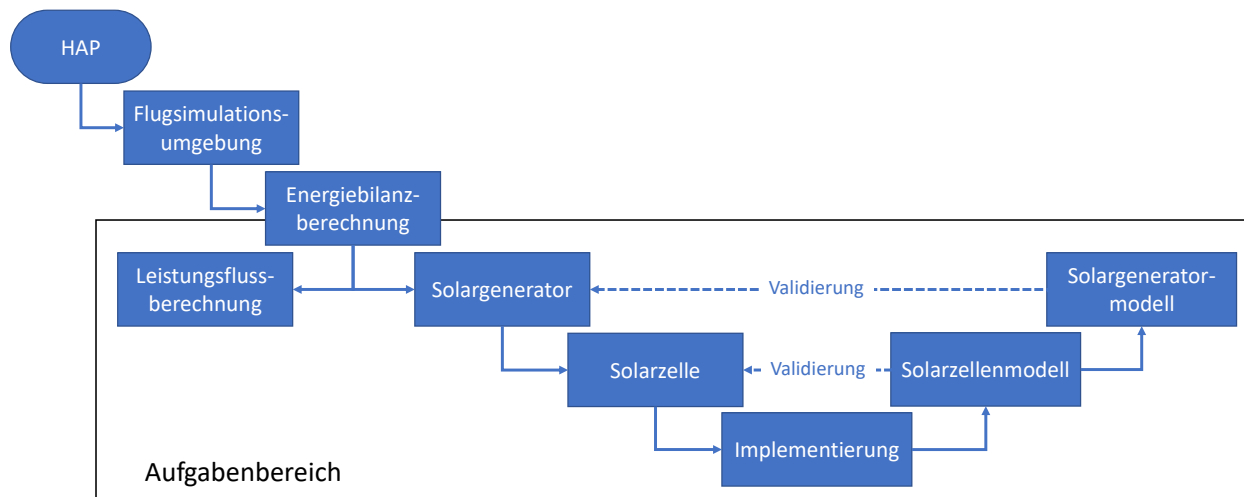 HAP
Flugsimulations-
umgebung
Energiebilanz-
berechnung
Leistungsfluss-
berechnung
Solargenerator
Validierung
Solargenerator-
modell
Solarzelle
Validierung
Solarzellenmodell
Implementierung
Aufgabenbereich